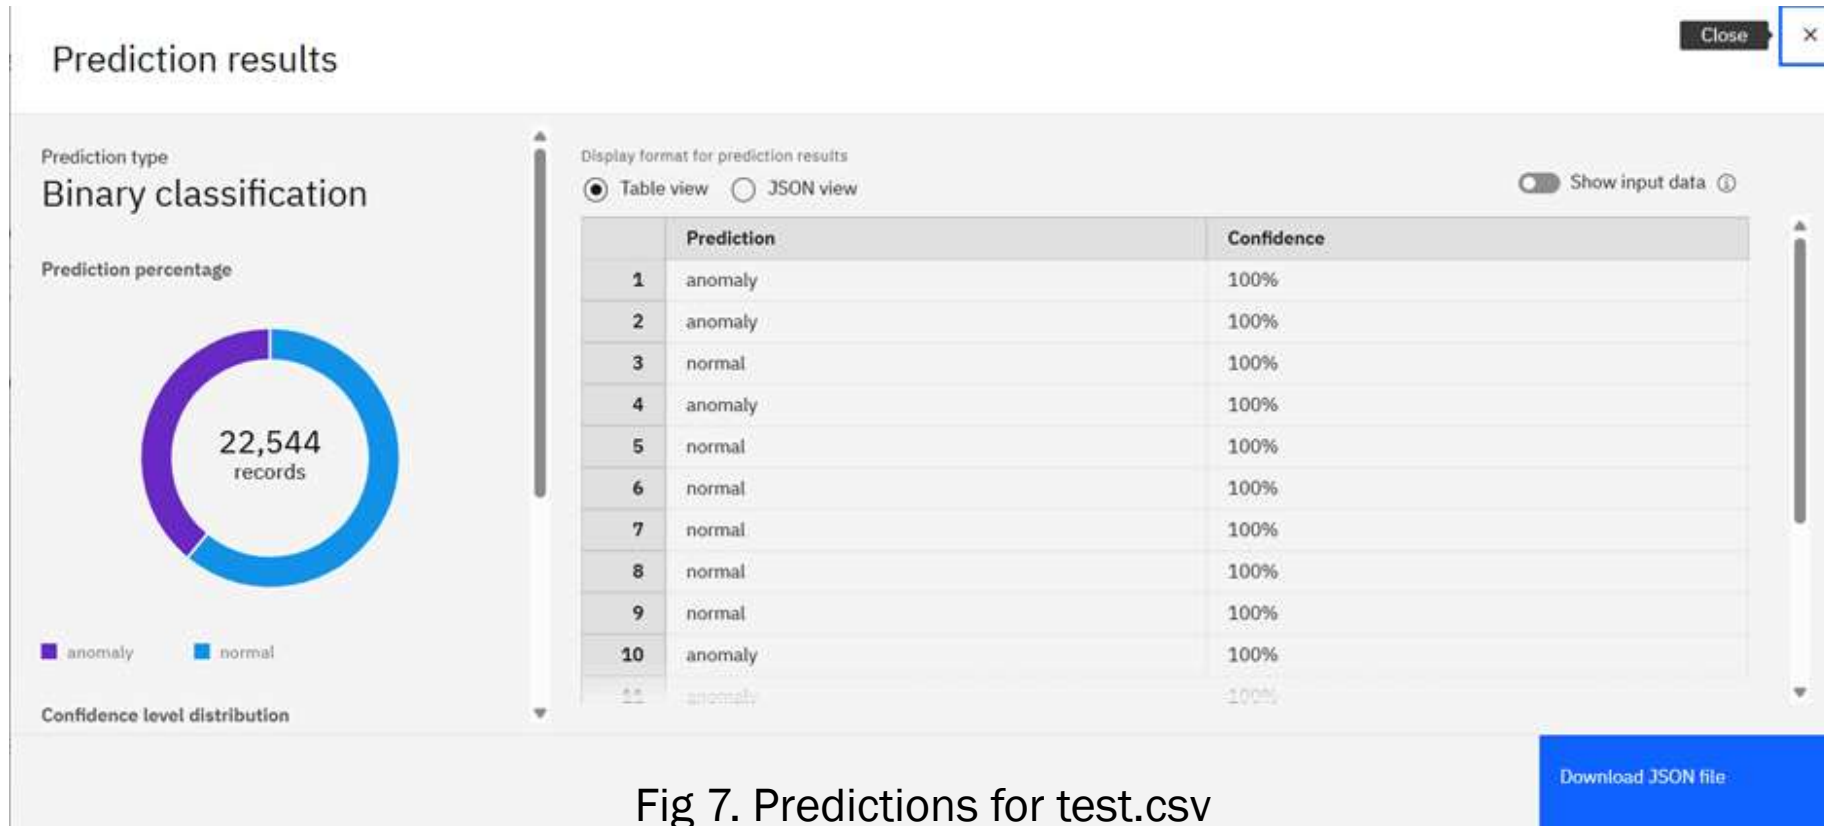 Prediction results
Close
Prediction type
Binary classification
Prediction percentage
22,544
records
anomaly normal
Confidence level distribution
Display format for prediction results
Table view JSON view
Show input data
Prediction Confidence
1 anomaly 100%
2 anomaly 100%
3 normal 100%
4 anomaly 100%
5 normal 100%
6 normal 100%
7 normal 100%
8 normal 100%
9 normal 100%
10 anomaly 100%
11 anomaly 100%
Download JSON file
Fig 7. Predictions for test.csv